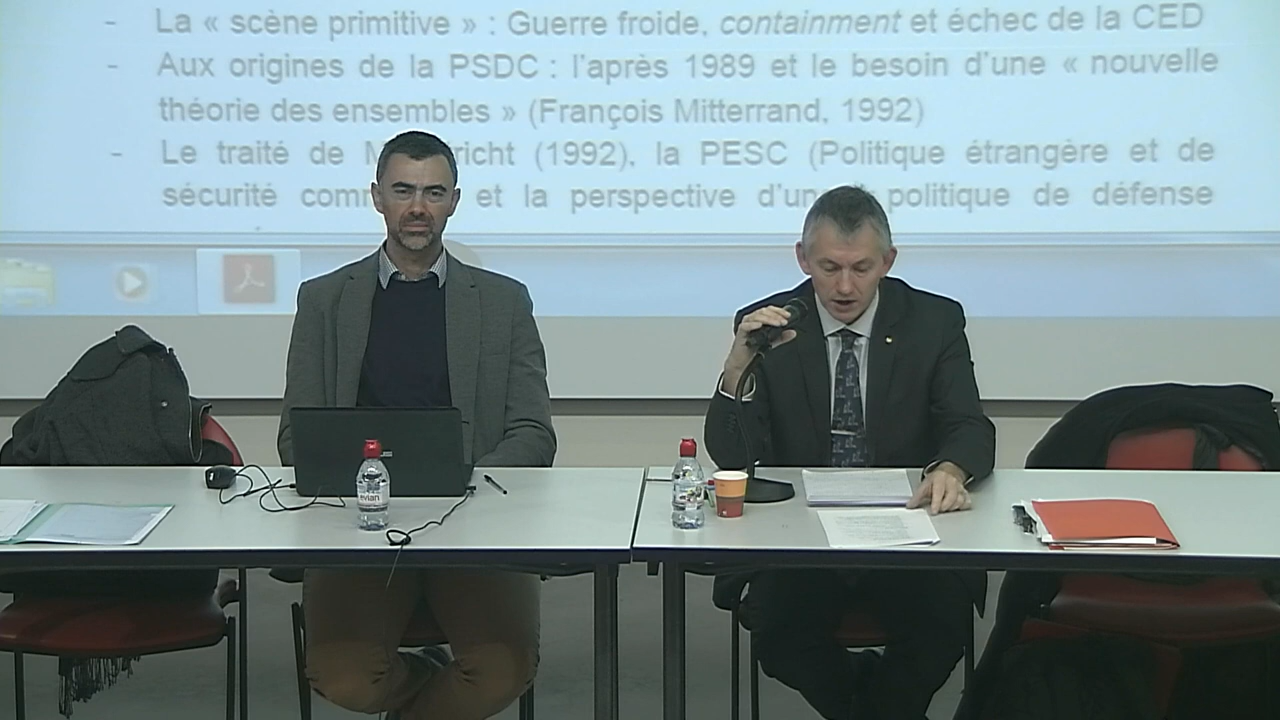 - La « scène primitive » : Guerre froide, containment et échec de la CED
- Aux origines de la PSDC : l'après 1989 et le besoin d'une « nouvelle
théorie des ensembles » (François Mitterrand, 1992)
- Le traité de M richt (1992), la PESC (Politique étrangère et de
sécurité com et la perspective d'un politique de défense
evian